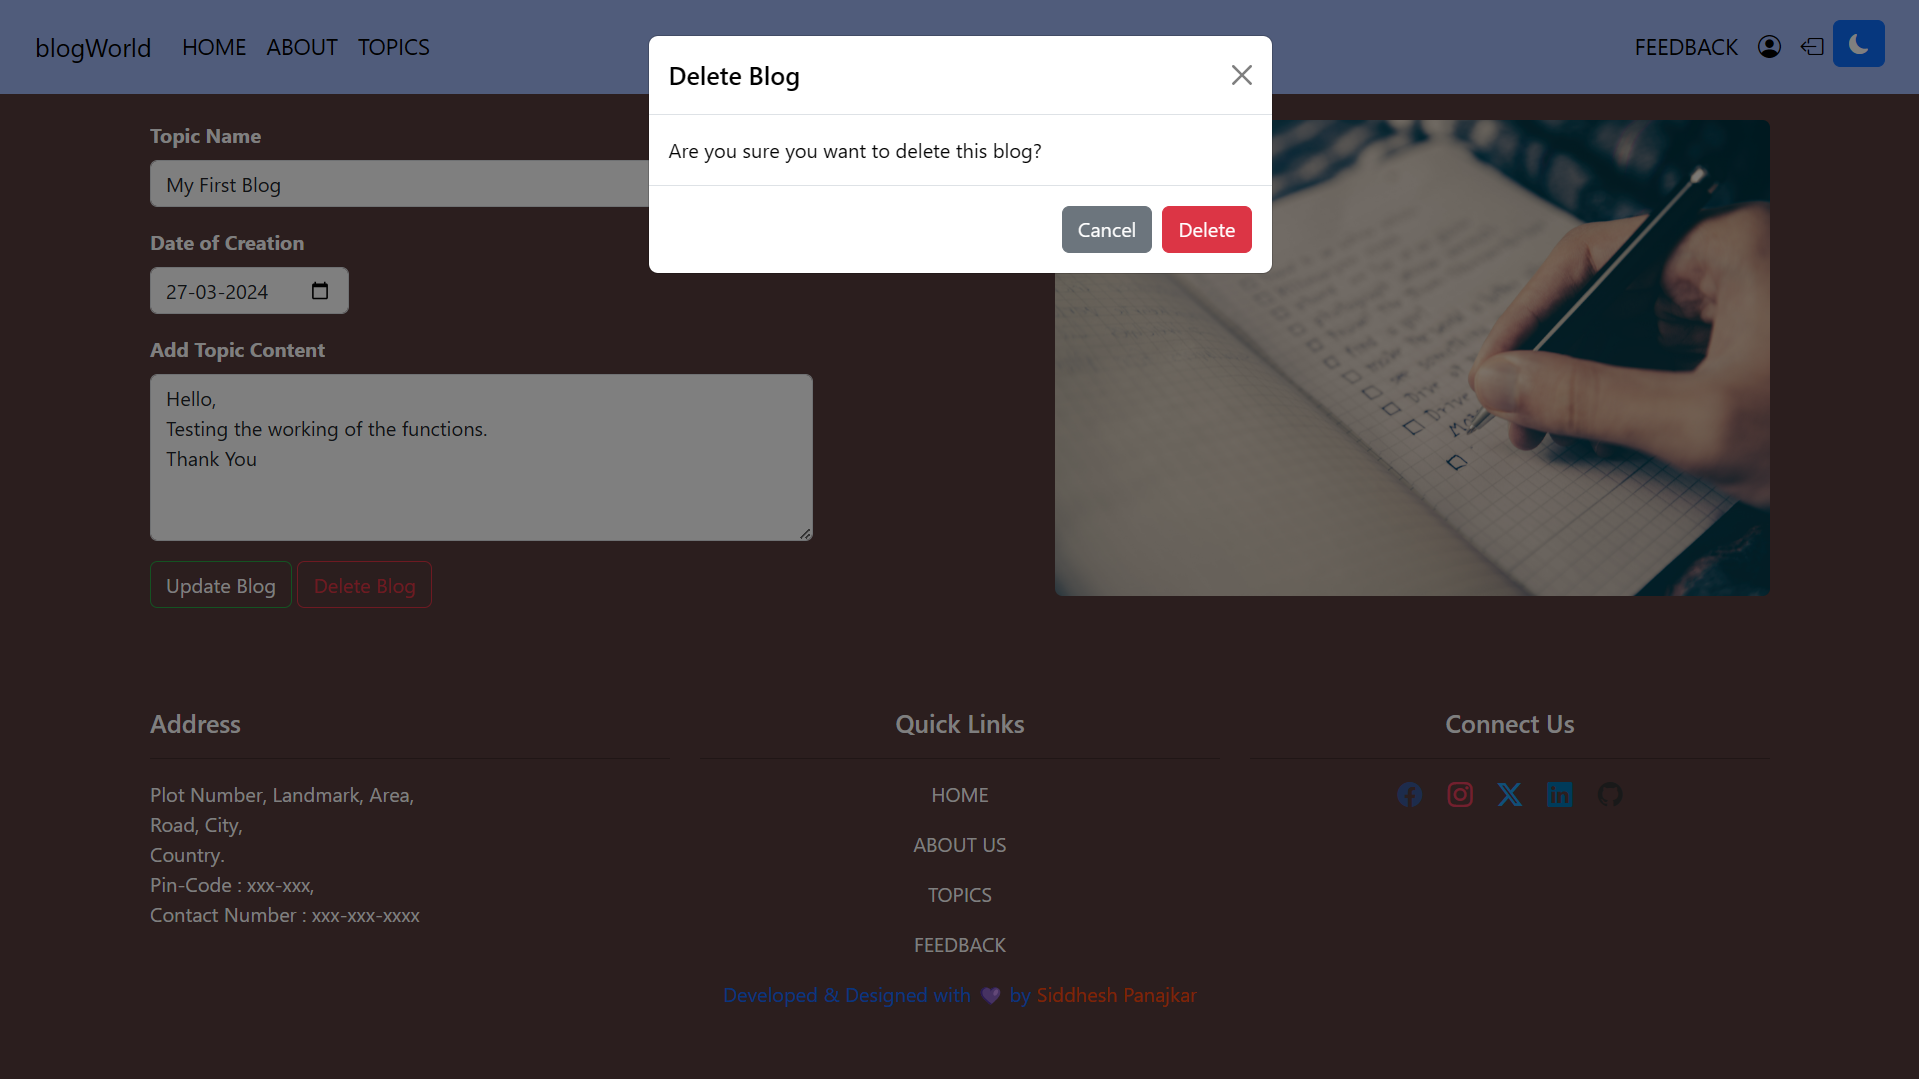 blogWorld HOME ABOUT TOPICS FEEDBACK
Delete Blog
Are you sure you want to delete this blog?
Cancel Delete
Topic Name
My First Blog
Date of Creation
27-03-2024
Add Topic Content
Hello,
Testing the working of the functions.
Thank You
Update Blog Delete Blog
Address
Plot Number, Landmark, Area,
Road, City,
Country.
Pin-Code : xxx-xxx,
Contact Number : xxx-xxx-xxxx
Quick Links
HOME
ABOUT US
TOPICS
FEEDBACK
Connect Us
Developed & Designed with 💜 by Siddhesh Panajkar